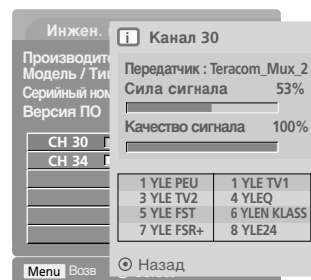 Инжен.
Канал 30
Производит
Модель / Ти
Серийный ном
Версия ПО
Передатчик : Teracom_Mux_2
Сила сигнала 53%
Качество сигнала 100%
CH 30
CH 34
1 YLE PEU 1 YLE TV1
3 YLE TV2 4 YLEQ
5 YLE FST 6 YLEN KLASS
7 YLE FSR+ 8 YLE24
Menu Возв
Назад